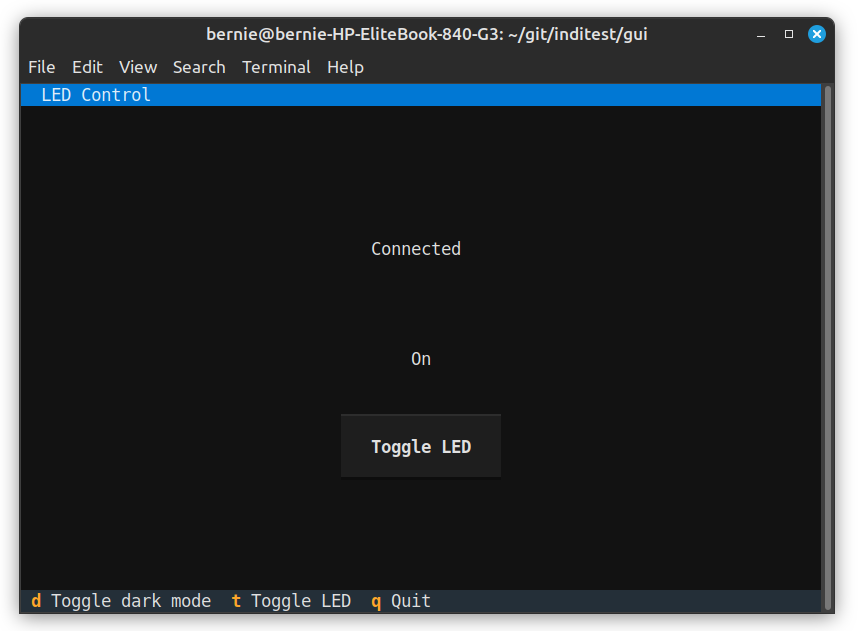 bernie@bernie-HP-EliteBook-840-G3: ~/git/inditest/gui
File Edit View Search Terminal Help
LED Control
Connected
On
Toggle LED
d Toggle dark mode t Toggle LED q Quit